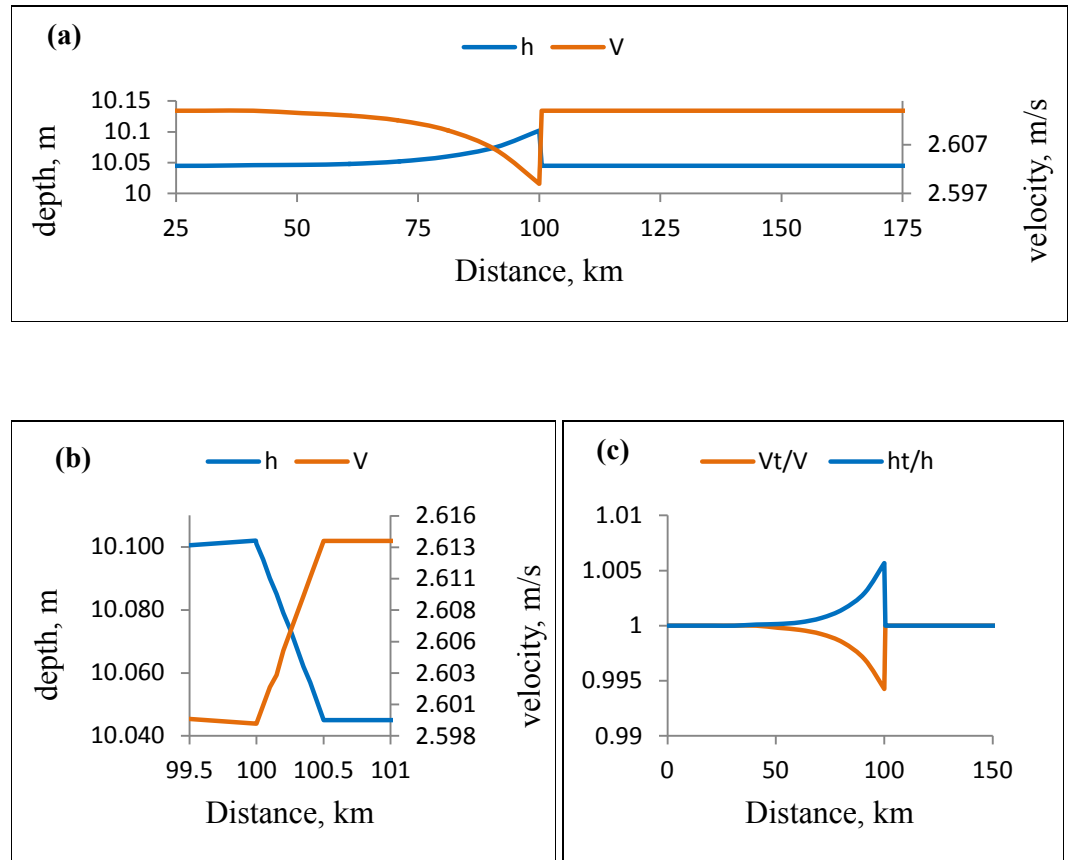 (a)
h V
10.15
10.1
10.05
10
depth, m
2.607
2.597
velocity, m/s
25 50 75 100 125 150 175
Distance, km
(b)
h V
10.100
10.080
10.060
10.040
depth, m
2.616
2.613
2.611
2.608
2.606
2.603
2.601
2.598
velocity, m/s
99.5 100 100.5 101
Distance, km
(c)
Vt/V ht/h
1.01
1.005
1
0.995
0.99
0 50 100 150
Distance, km